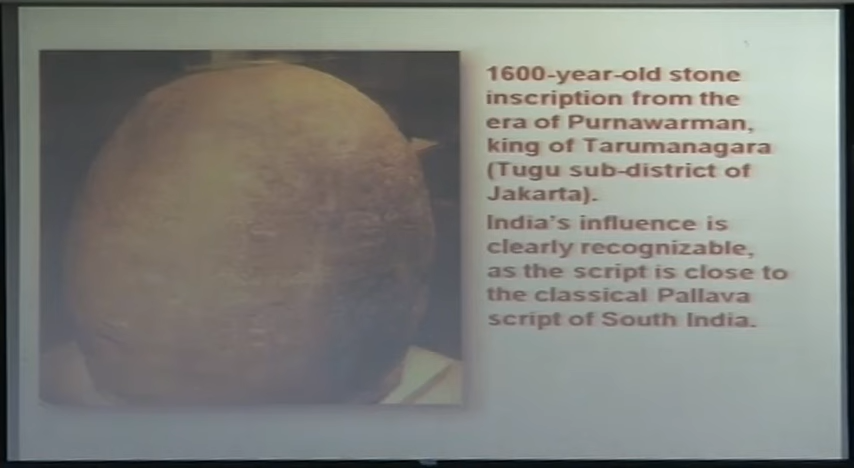 1600-year-old stone
inscription from the
era of Purnawarman,
king of Tarumanagara
(Tugu sub-district of
Jakarta).
India's influence is
clearly recognizable,
as the script is close to
the classical Pallava
script of South India.